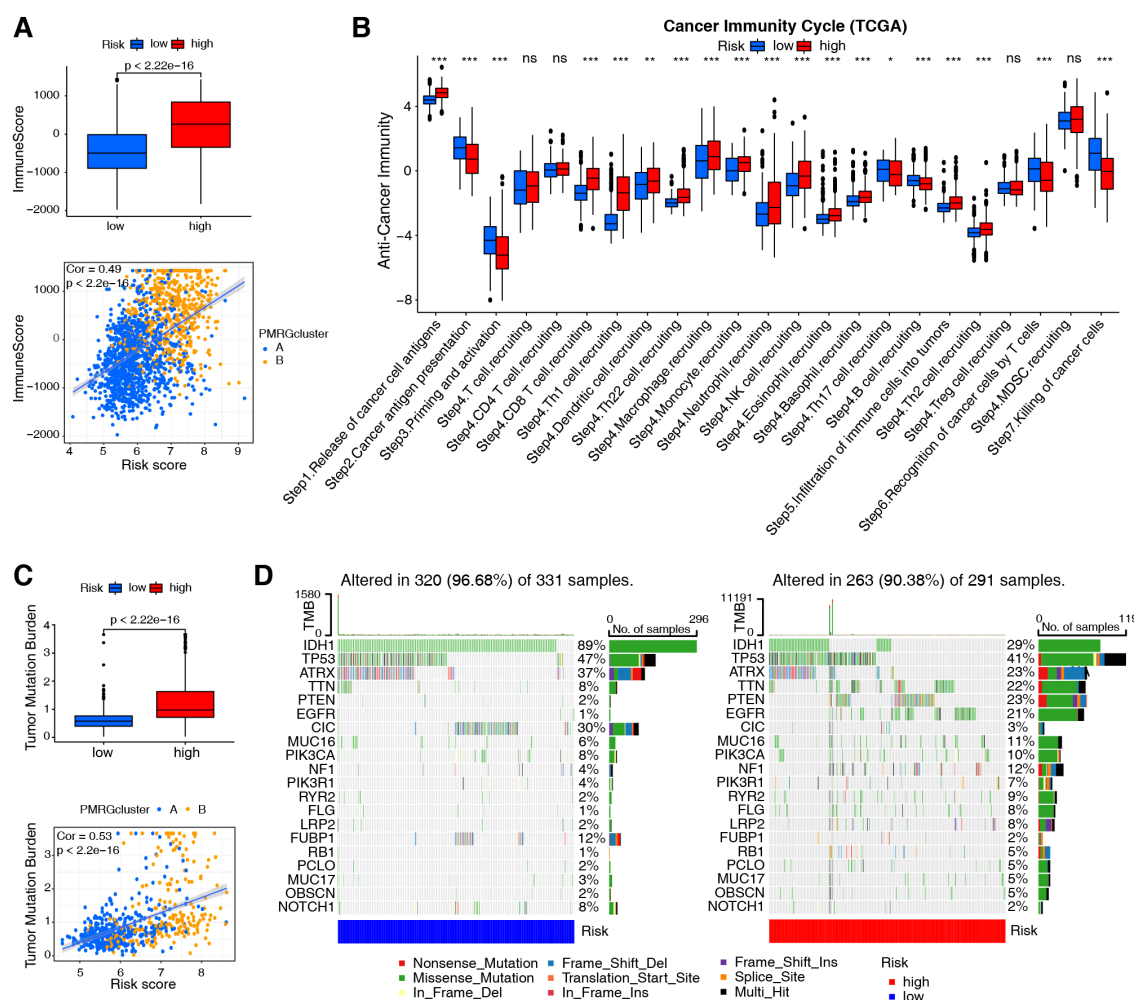 A
Risk low high
p < 2.22e−16
ImmuneScore
1000
0
−1000
−2000
low high
Cor = 0.49
p < 2.2e−16
ImmuneScore
1000
0
−1000
−2000
4 5 6 7 8 9
Risk score
PMRGcluster
A
B
B
Cancer Immunity Cycle (TCGA)
Risk low high
*** *** *** ns ns *** *** ** *** *** *** *** *** *** *** * *** *** *** ns *** ns ***
Anti−Cancer Immunity
4
0
−4
−8
Step1.Release of cancer cell antigens
Step2.Cancer antigen presentation
Step3.Priming and activation
Step4.T cell recruiting
Step4.CD4 T cell recruiting
Step4.CD8 T cell recruiting
Step4.Th1 cell recruiting
Step4.Dendritic cell recruiting
Step4.Th22 cell recruiting
Step4.Macrophage recruiting
Step4.Monocyte recruiting
Step4.Neutrophil recruiting
Step4.NK cell recruiting
Step4.Eosinophil recruiting
Step4.Basophil recruiting
Step4.Th17 cell recruiting
Step4.B cell recruiting
Step5.Infiltration of immune cells into tumors
Step4.Th2 cell recruiting
Step4.Treg cell recruiting
Step6.Recognition of cancer cells by T cells
Step4.MDSC.recruiting
Step7.Killing of cancer cells
C
Risk low high
p < 2.22e−16
Tumor Mutation Burden
4
3
2
1
0
low high
PMRGcluster A B
Cor = 0.53
p < 2.2e−16
Tumor Mutation Burden
3
2
1
0
5 6 7 8
Risk score
D
Altered in 320 (96.68%) of 331 samples.
1580
TMB
0
0 296
No. of samples
IDH1 89%
TP53 47%
ATRX 37%
TTN 8%
PTEN 2%
EGFR 1%
CIC 30%
MUC16 6%
PIK3CA 8%
NF1 4%
PIK3R1 4%
RYR2 2%
FLG 1%
LRP2 2%
FUBP1 12%
RB1 1%
PCLO 2%
MUC17 3%
OBSCN 2%
NOTCH1 8%
Risk
Altered in 263 (90.38%) of 291 samples.
11191
TMB
0
0 119
No. of samples
IDH1 29%
TP53 41%
ATRX 23%
TTN 22%
PTEN 23%
EGFR 21%
CIC 3%
MUC16 11%
PIK3CA 10%
NF1 12%
PIK3R1 7%
RYR2 9%
FLG 8%
LRP2 8%
FUBP1 2%
RB1 5%
PCLO 5%
MUC17 5%
OBSCN 5%
NOTCH1 2%
Risk
Nonsense_Mutation Frame_Shift_Del Frame_Shift_Ins
Missense_Mutation Translation_Start_Site Splice_Site
In_Frame_Del In_Frame_Ins Multi_Hit
Risk
high
low